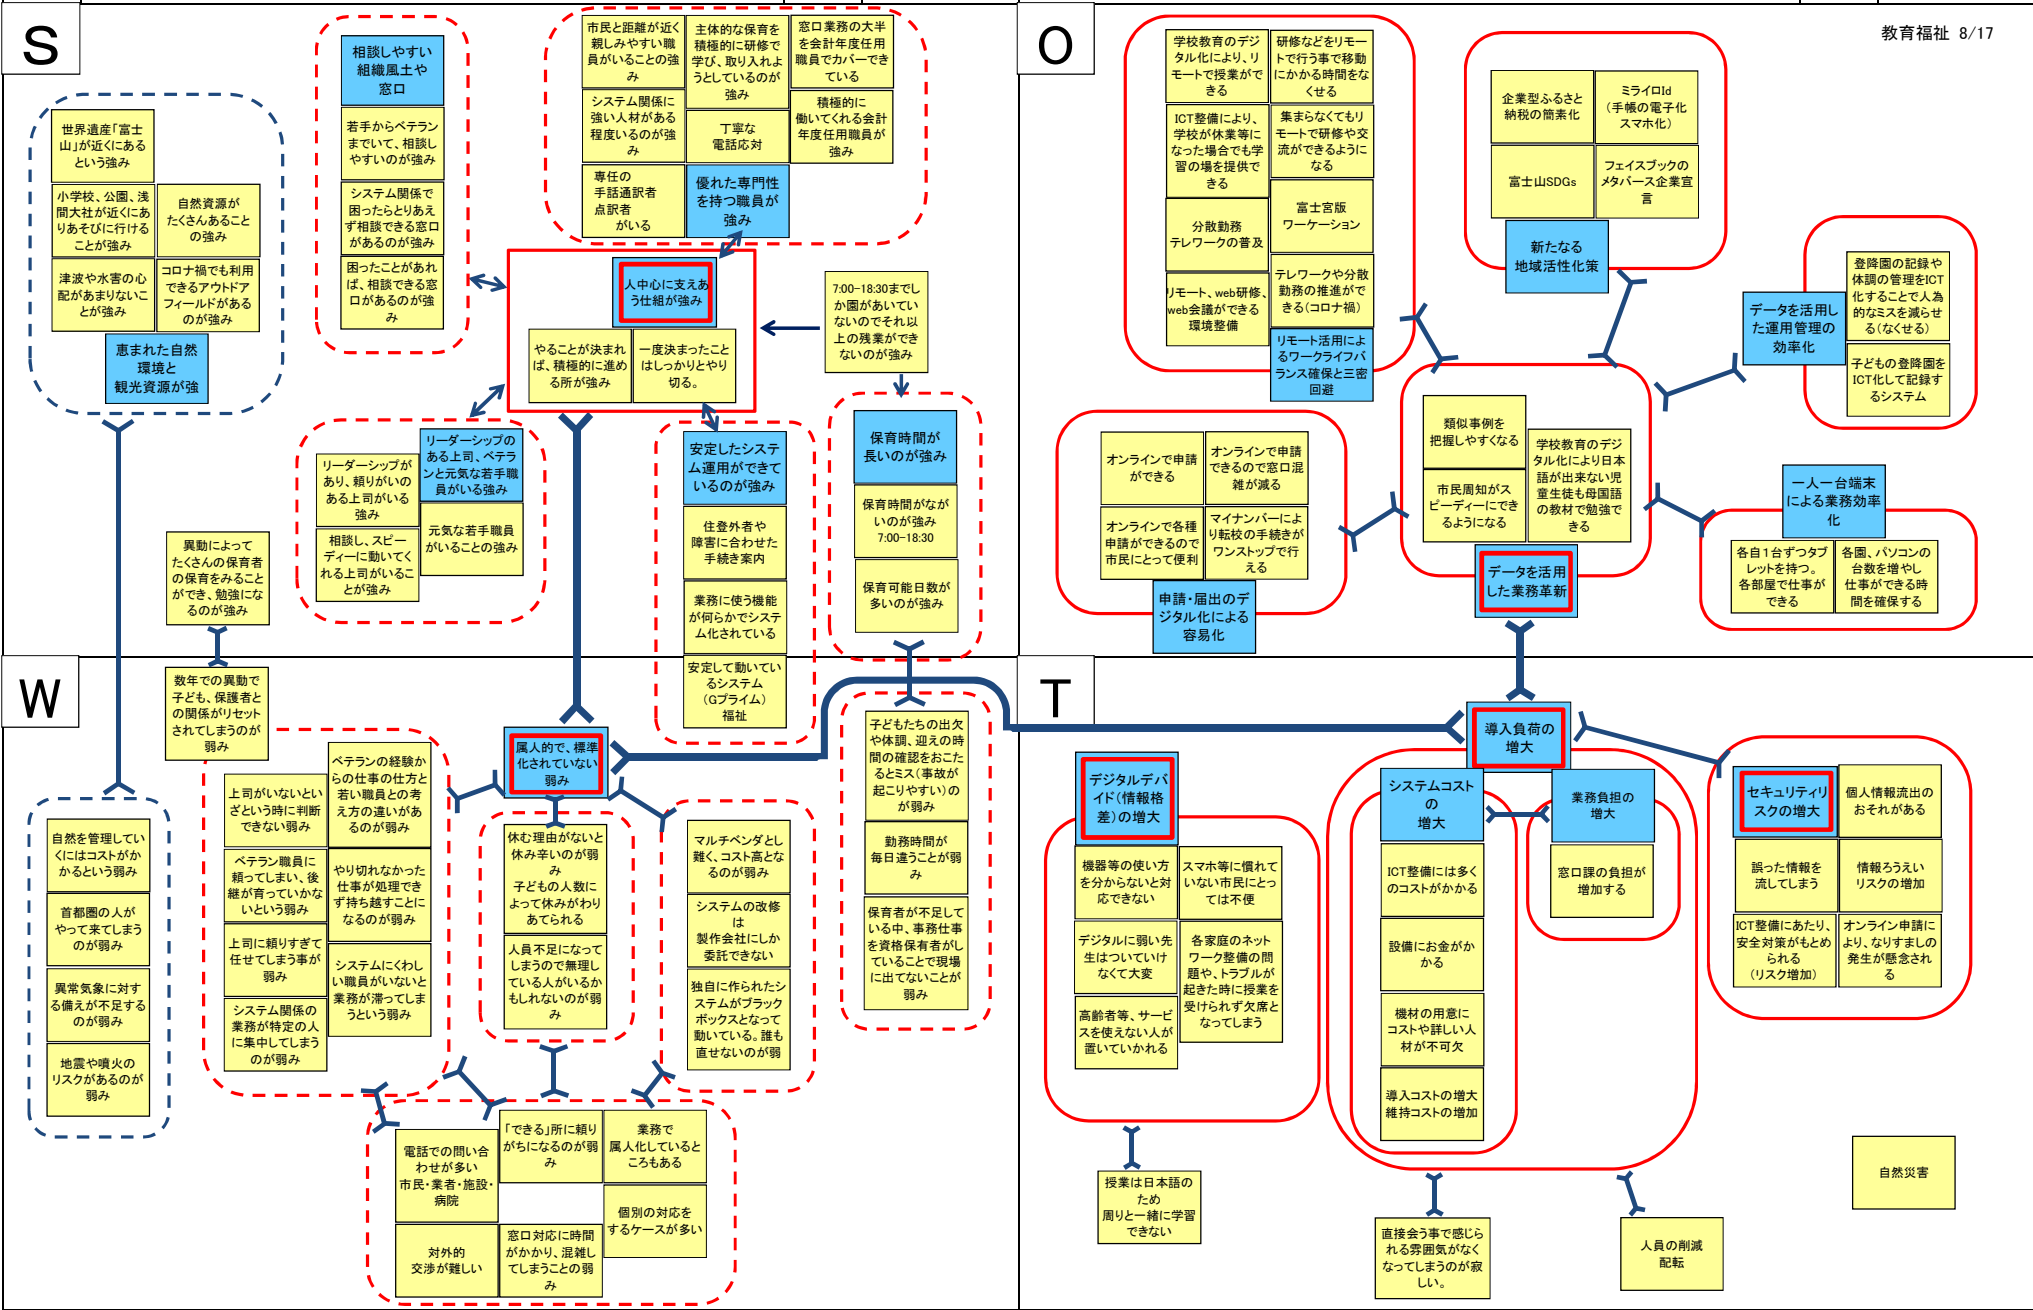 S
相談しやすい
組織風土や
窓口
若手からベテラン
までいて、相談し
やすいのが強み
システム関係で
困ったらとりあえ
ず相談できる窓口
があるのが強み
困ったことがあれ
ば、相談できる窓
口があるのが強
み
世界遺産「富士
山」が近くにある
という強み
小学校、公園、浅
間大社が近くにあ
りあそびに行ける
ことが強み
自然資源が
たくさんあること
の強み
津波や水害の心
配があまりないこ
とが強み
コロナ禍でも利用
できるアウトドア
フィールドがある
のが強み
恵まれた自然
環境と
観光資源が強
市民と距離が近く
親しみやすい職
員がいることの強
み
主体的な保育を
積極的に研修で
学び、取り入れよ
うとしているのが
強み
窓口業務の大半
を会計年度任用
職員でカバーでき
ている
システム関係に
強い人材がある
程度いるのが強
み
丁寧な
電話応対
積極的に
働いてくれる会計
年度任用職員が
強み
専任の
手話通訳者
点訳者
がいる
優れた専門性
を持つ職員が
強み
人中心に支えあ
う仕組が強み
やることが決まれ
ば、積極的に進め
る所が強み
一度決まったこと
はしっかりとやり
切る。
7:00-18:30までし
か園があいてい
ないのでそれ以
上の残業ができ
ないのが強み
リーダーシップの
ある上司、ベテラ
ンと元気な若手職
員がいる強み
リーダーシップが
あり、頼りがいの
ある上司がいる
強み
元気な若手職員
がいることの強み
相談し、スピー
ディーに動いてく
れる上司がいるこ
とが強み
安定したシステ
ム運用ができて
いるのが強み
住登外者や
障害に合わせた
手続き案内
業務に使う機能
が何らかでシステ
ム化されている
安定して動いてい
るシステム
（Gプライム）
福祉
保育時間が
長いのが強み
保育時間がなが
いのが強み
7:00-18:30
保育可能日数が
多いのが強み
異動によって
たくさんの保育者
の保育をみること
ができ、勉強にな
るのが強み
O
教育福祉 8/17
学校教育のデジ
タル化により、リ
モートで授業がで
きる
研修などをリモー
トで行う事で移動
にかかる時間をな
くせる
ICT整備により、
学校が休業等に
なった場合でも学
習の場を提供で
きる
集まらなくてもリ
モートで研修や交
流ができるように
なる
分散勤務
テレワークの普及
富士宮版
ワーケーション
リモート、web研修、
web会議ができる
環境整備
テレワークや分散
勤務の推進がで
きる（コロナ禍）
リモート活用によ
るワークライフバ
ランス確保と三密
回避
企業型ふるさと
納税の簡素化
ミライロId
（手帳の電子化
スマホ化）
富士山SDGs
フェイスブックの
メタバース企業宣
言
新たなる
地域活性化策
データを活用し
た運用管理の
効率化
登降園の記録や
体調の管理をICT
化することで人為
的なミスを減らせ
る（なくせる）
子どもの登降園を
ICT化して記録す
るシステム
類似事例を
把握しやすくなる
学校教育のデジ
タル化により日本
語が出来ない児
童生徒も母国語
の教材で勉強で
きる
市民周知がス
ピーディーにでき
るようになる
データを活用
した業務革新
オンラインで申請
ができる
オンラインで申請
できるので窓口混
雑が減る
オンラインで各種
申請ができるので
市民にとって便利
マイナンバーによ
り転校の手続きが
ワンストップで行
える
申請・届出のデ
ジタル化による
容易化
一人一台端末
による業務効率
化
各自１台ずつタブ
レットを持つ。
各部屋で仕事が
できる
各園、パソコンの
台数を増やし
仕事ができる時
間を確保する
W
数年での異動で
子ども、保護者と
の関係がリセット
されてしまうのが
弱み
自然を管理してい
くにはコストがか
かるという弱み
首都圏の人が
やって来てしまう
のが弱み
異常気象に対す
る備えが不足する
のが弱み
地震や噴火の
リスクがあるのが
弱み
ベテランの経験か
らの仕事の仕方と
若い職員との考
え方の違いがあ
るのが弱み
上司がいないとい
ざという時に判断
できない弱み
ベテラン職員に
頼ってしまい、後
継が育っていかな
いという弱み
やり切れなかった
仕事が処理でき
ず持ち越すことに
なるのが弱み
上司に頼りすぎて
任せてしまう事が
弱み
システムにくわし
い職員がいないと
業務が滞ってしま
うという弱み
システム関係の
業務が特定の人
に集中してしまう
のが弱み
属人的で、標準
化されていない
弱み
休む理由がないと
休み辛いのが弱
み
子どもの人数に
よって休みがわり
あてられる
人員不足になって
しまうので無理し
ている人がいるか
もしれないのが弱
み
マルチベンダとし
難く、コスト高とな
るのが弱み
システムの改修
は
製作会社にしか
委託できない
独自に作られたシ
ステムがブラック
ボックスとなって
動いている。誰も
直せないのが弱
子どもたちの出欠
や体調、迎えの時
間の確認をおこた
るとミス（事故が
起こりやすい）の
が弱み
勤務時間が
毎日違うことが弱
み
保育者が不足して
いる中、事務仕事
を資格保有者がし
ていることで現場
に出てないことが
弱み
電話での問い合
わせが多い
市民・業者・施設・
病院
「できる」所に頼り
がちになるのが弱
み
業務で
属人化していると
ころもある
対外的
交渉が難しい
窓口対応に時間
がかかり、混雑し
てしまうことの弱
み
個別の対応を
するケースが多い
T
導入負荷の
増大
デジタルデバ
イド（情報格
差）の増大
機器等の使い方
を分からないと対
応できない
スマホ等に慣れて
いない市民にとっ
ては不便
デジタルに弱い先
生はついていけ
なくて大変
各家庭のネット
ワーク整備の問
題や、トラブルが
起きた時に授業を
受けられず欠席と
なってしまう
高齢者等、サービ
スを使えない人が
置いていかれる
授業は日本語の
ため
周りと一緒に学習
できない
システムコスト
の
増大
ICT整備には多く
のコストがかかる
設備にお金がか
かる
機材の用意に
コストや詳しい人
材が不可欠
導入コストの増大
維持コストの増加
業務負担の
増大
窓口課の負担が
増加する
セキュリティリ
スクの増大
個人情報流出の
おそれがある
誤った情報を
流してしまう
情報ろうえい
リスクの増加
ICT整備にあたり、
安全対策がもとめ
られる
（リスク増加）
オンライン申請に
より、なりすましの
発生が懸念され
る
直接会う事で感じら
れる雰囲気がなく
なってしまうのが寂
しい。
人員の削減
配転
自然災害